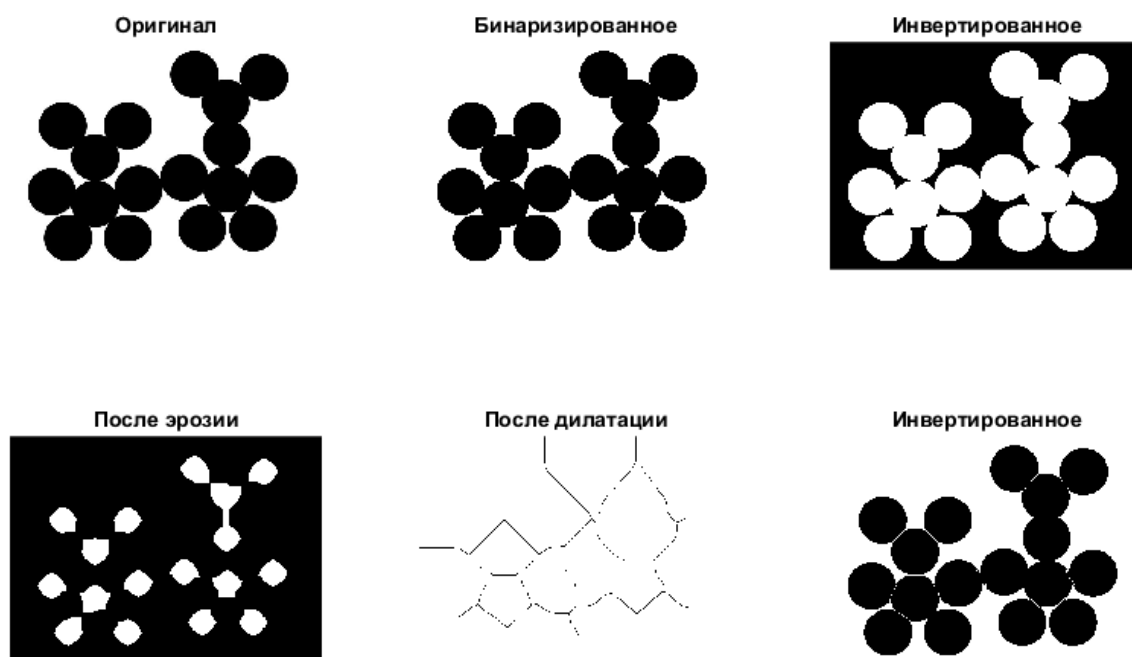 Оригинал
Бинаризированное
Инвертированное
После эрозии
После дилатации
Инвертированное